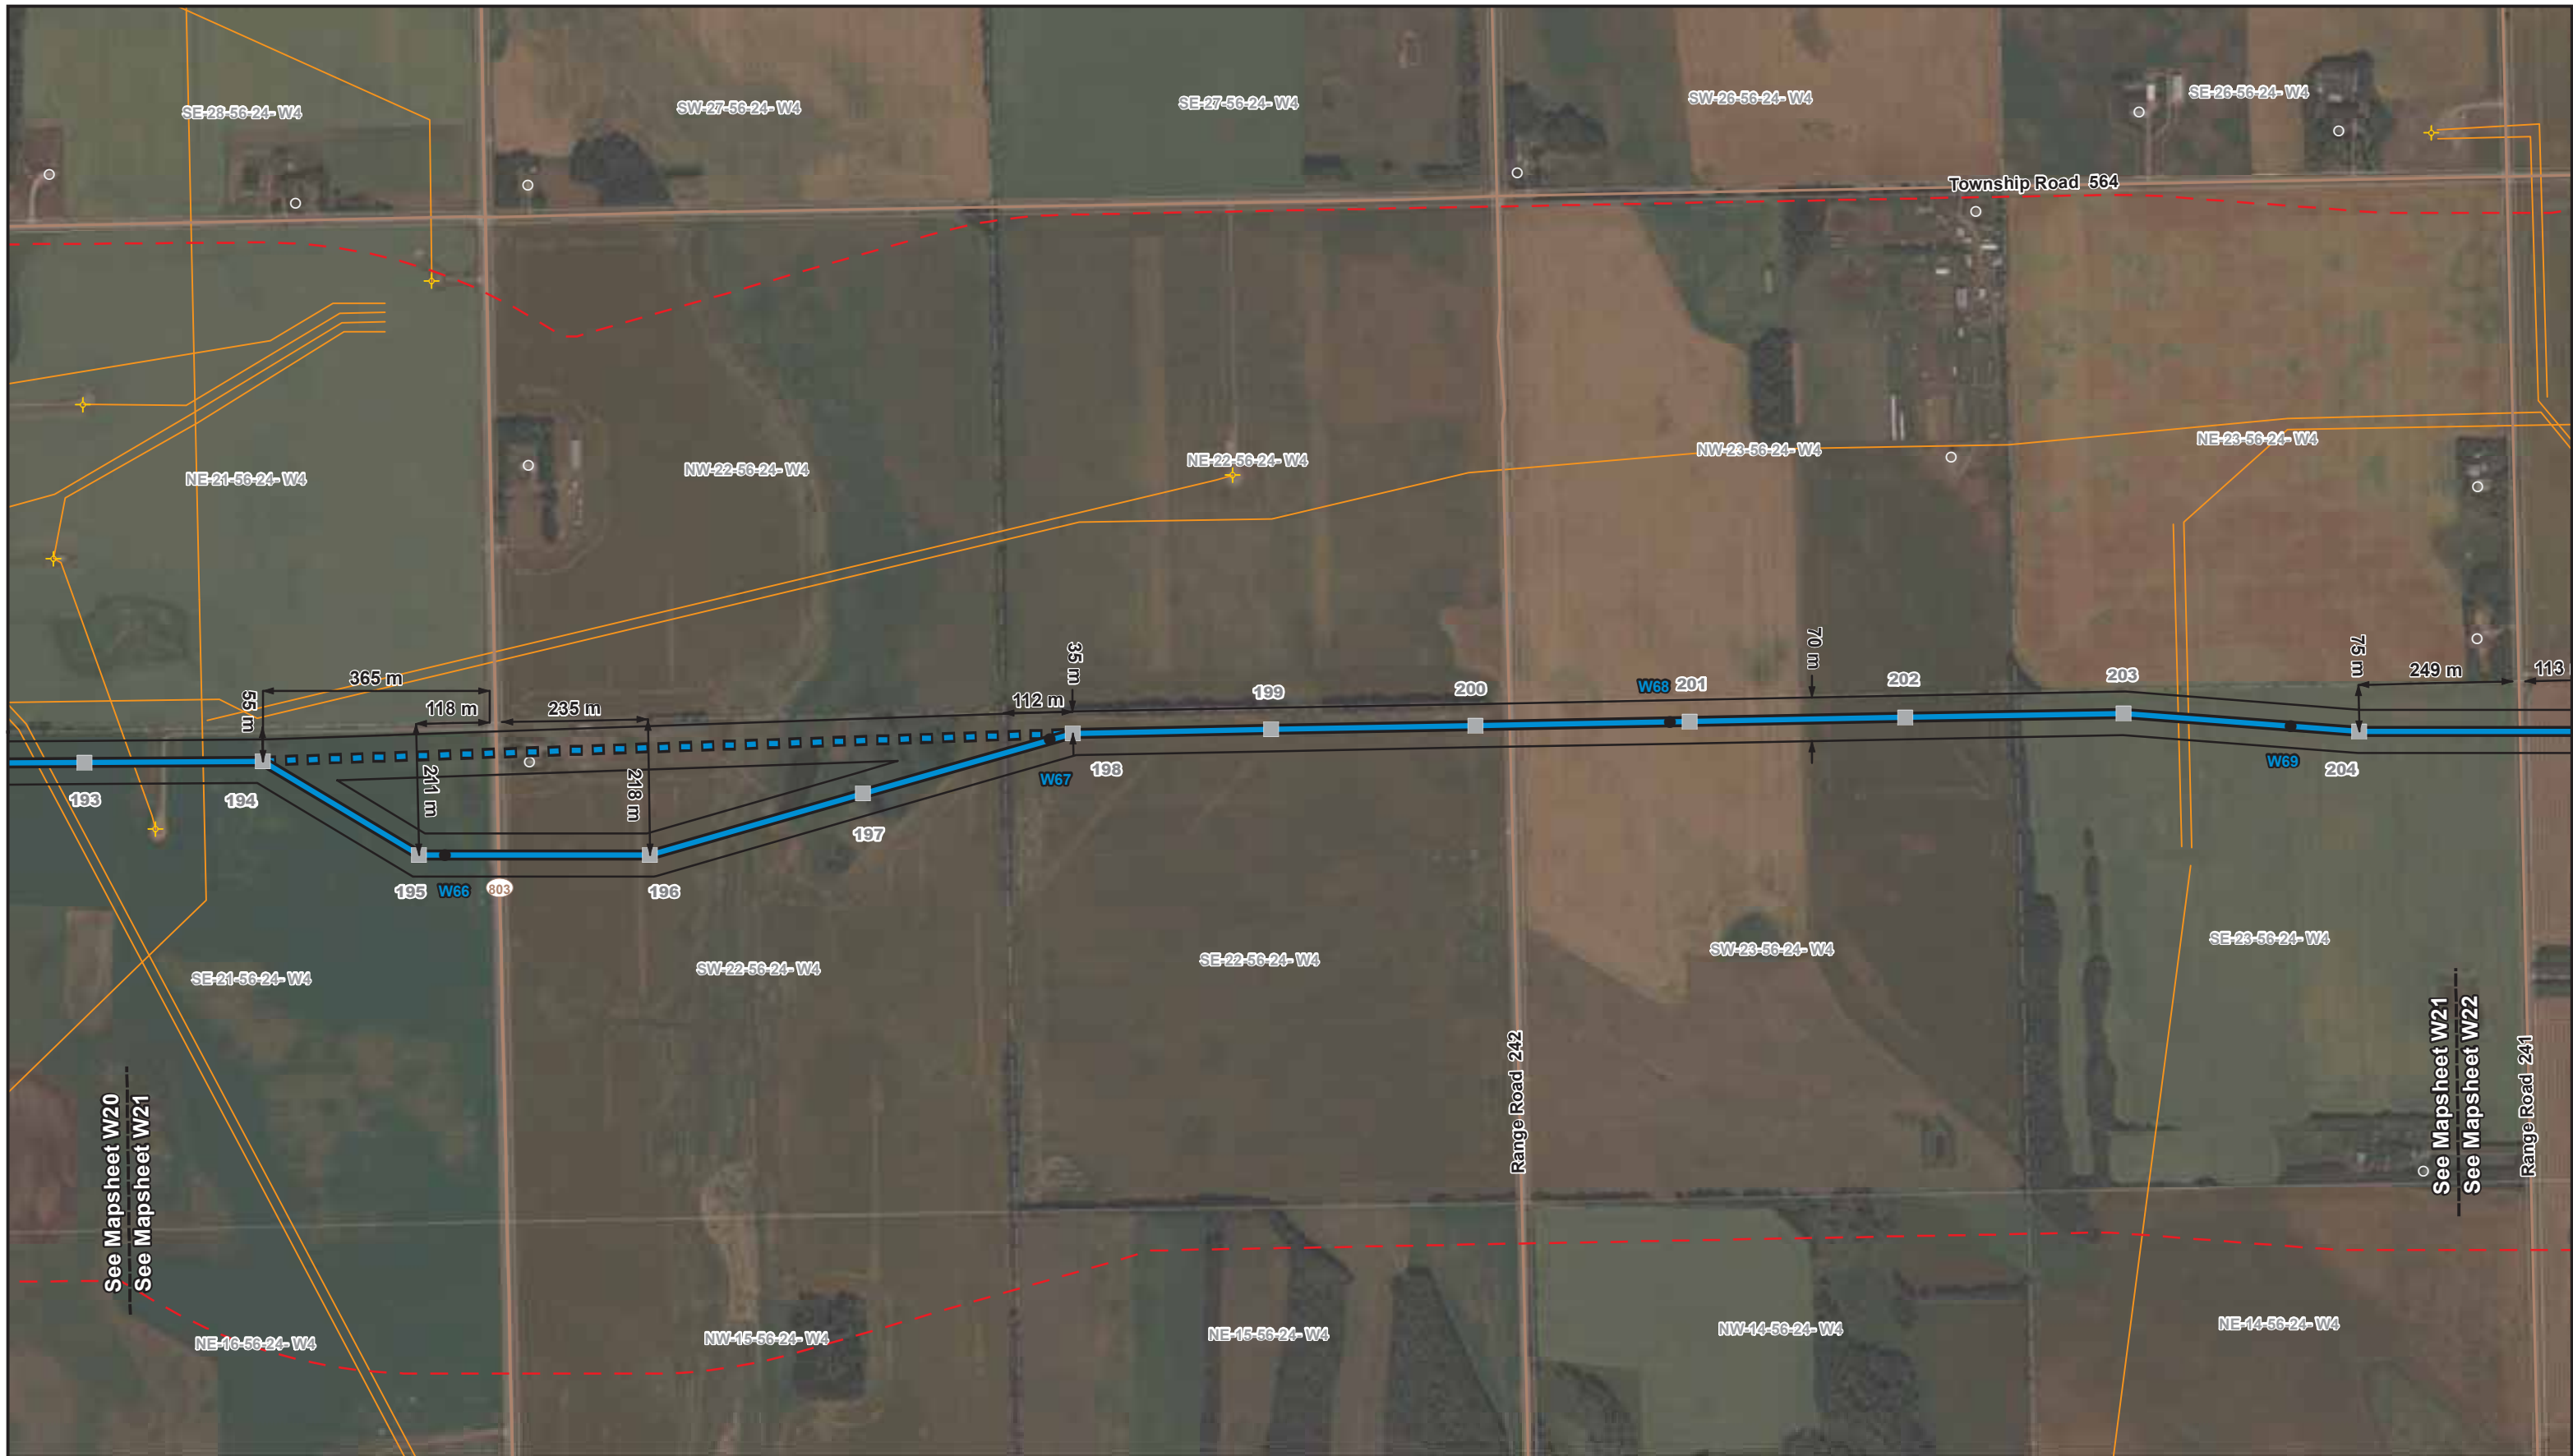 SE-28-56-24- W4
SW-27-56-24- W4
SE-27-56-24- W4
SW-26-56-24- W4
SE-26-56-24- W4
Township Road 564
NE-21-56-24- W4
NW-22-56-24- W4
NE-22-56-24- W4
NW-23-56-24- W4
NE-23-56-24- W4
55 m
365 m
118 m
235 m
112 m
35 m
70 m
75 m
249 m
113
199
200
W68
201
202
203
193
194
211 m
218 m
197
W67
198
W69
204
195
W66
803
196
SE-21-56-24- W4
SW-22-56-24- W4
SE-22-56-24- W4
SW-23-56-24- W4
SE-23-56-24- W4
See Mapsheet W20
See Mapsheet W21
Range Road 242
See Mapsheet W21
See Mapsheet W22
Range Road 241
NE-16-56-24- W4
NW-15-56-24- W4
NE-15-56-24- W4
NW-14-56-24- W4
NE-14-56-24- W4